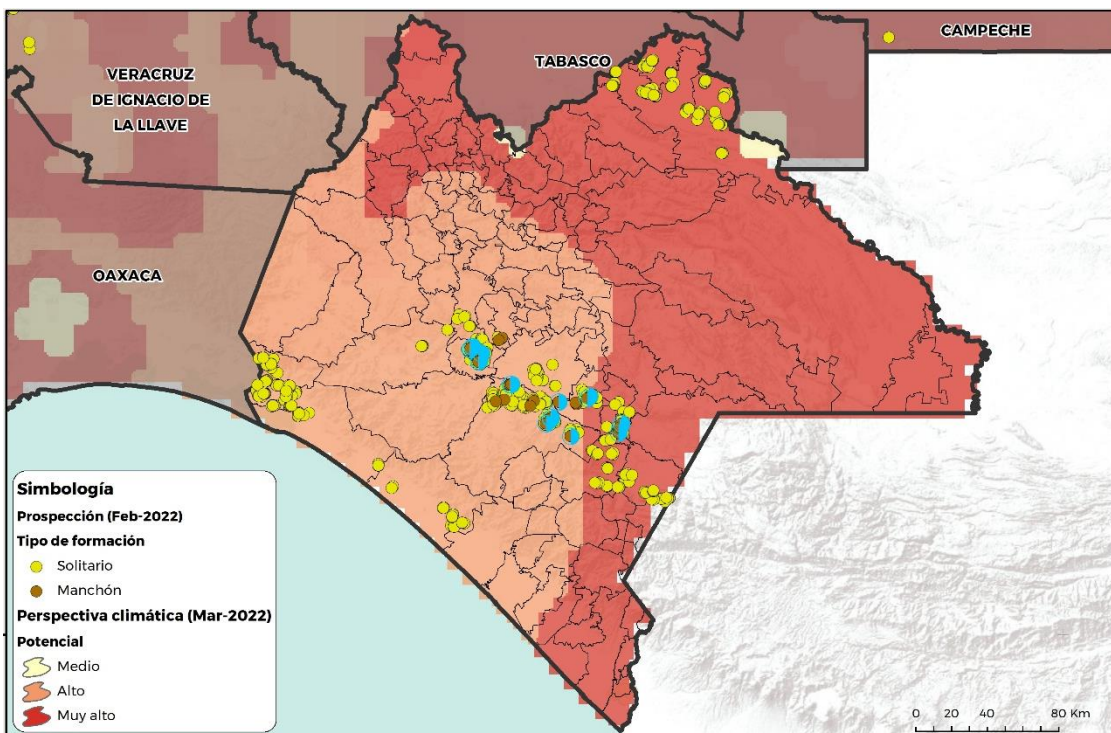 CAMPECHE
TABASCO
VERACRUZ
DE IGNACIO DE
LA LLAVE
OAXACA
Simbología
Prospección (Feb-2022)
Tipo de formación
Solitario
Manchón
Perspectiva climática (Mar-2022)
Potencial
Medio
Alto
Muy alto
0 20 40 80 Km